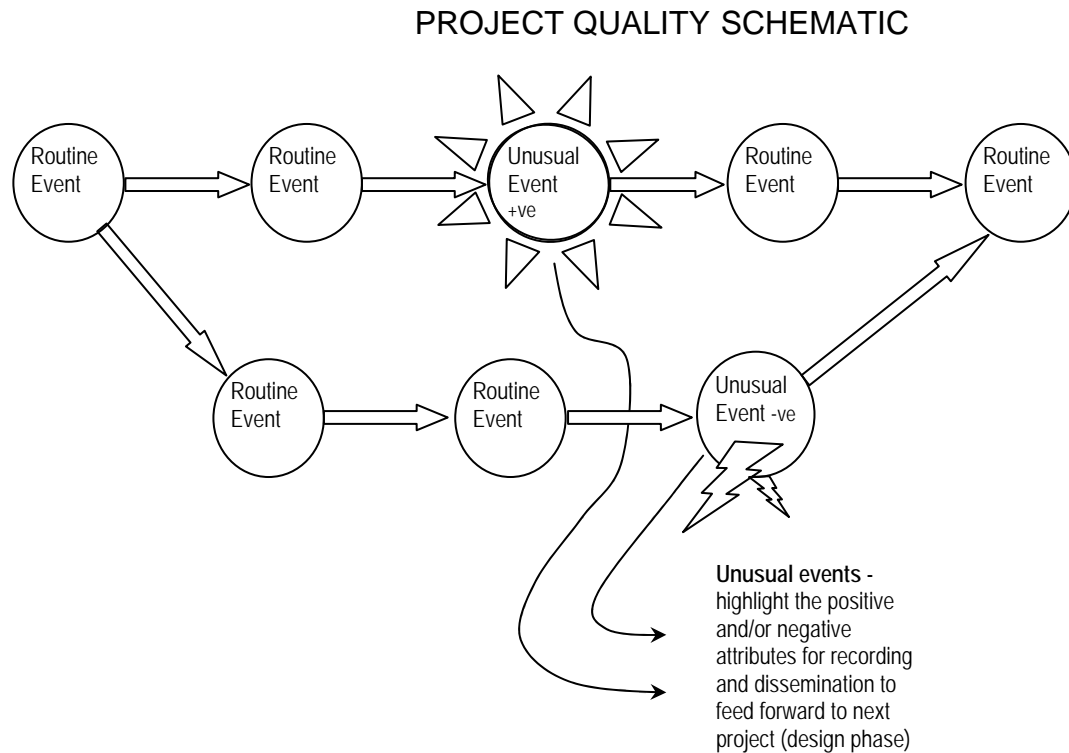 PROJECT QUALITY SCHEMATIC
Routine
Event
Routine
Event
Unusual
Event
+ve
Routine
Event
Routine
Event
Routine
Event
Routine
Event
Unusual
Event -ve
Unusual events -
highlight the positive
and/or negative
attributes for recording
and dissemination to
feed forward to next
project (design phase)